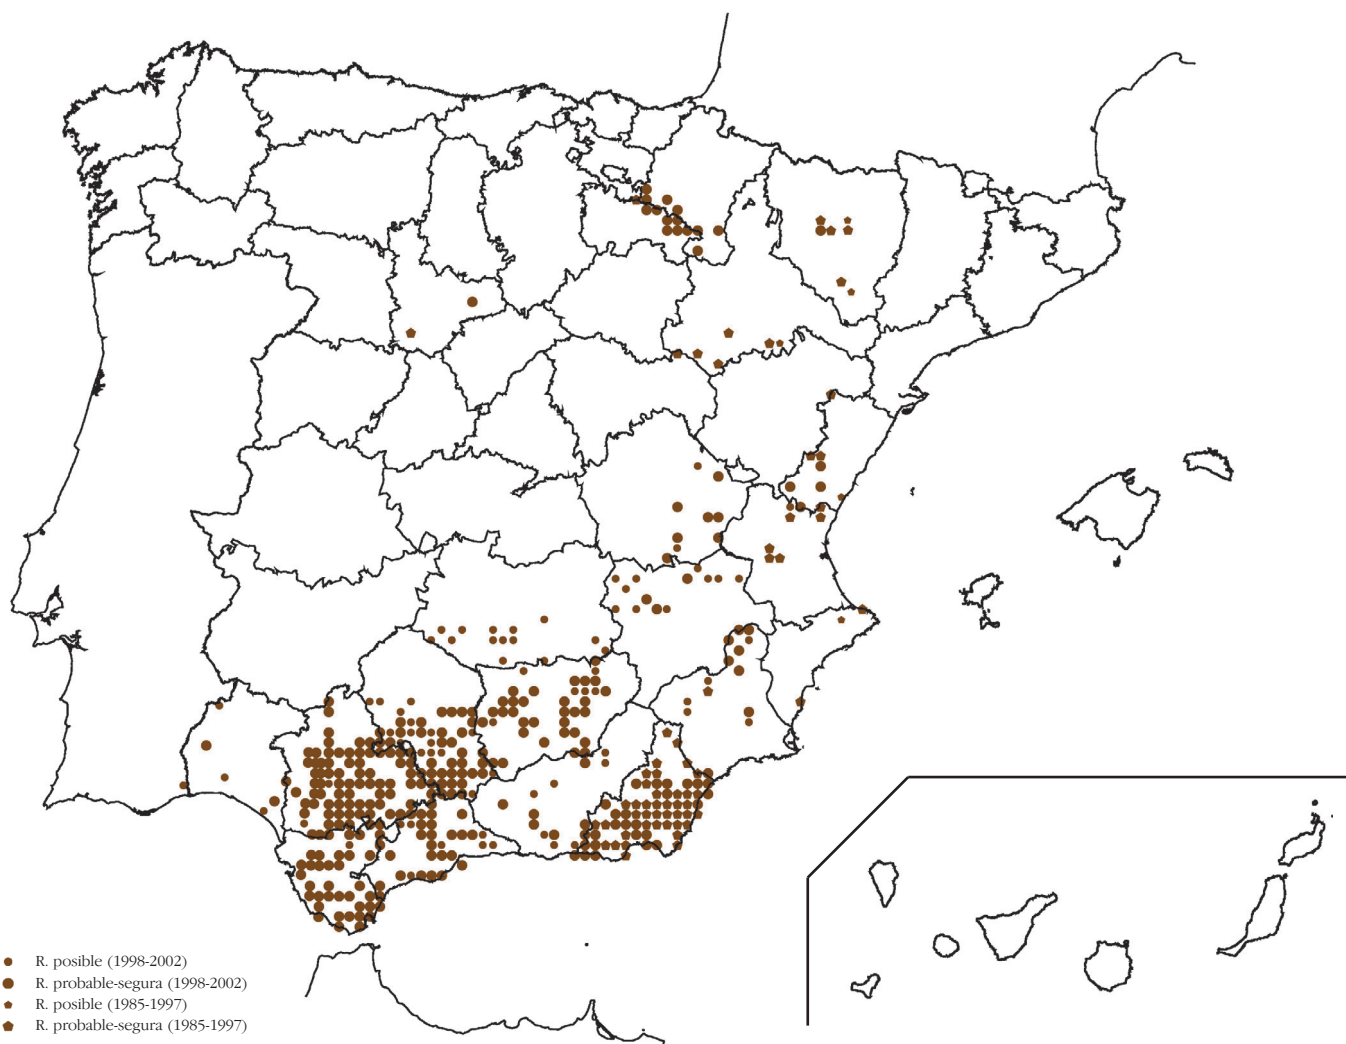 R. posible (1998-2002)
R. probable-segura (1998-2002)
R. posible (1985-1997)
R. probable-segura (1985-1997)